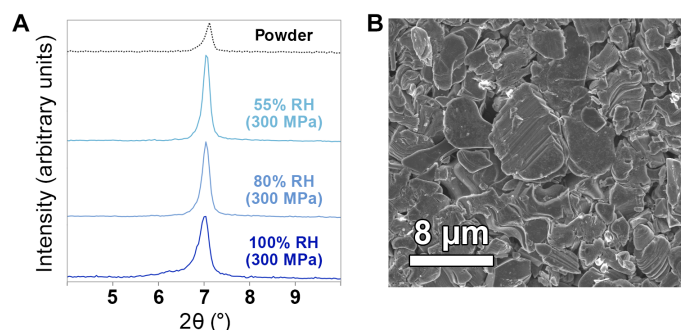 A
Powder
55% RH
(300 MPa)
80% RH
(300 MPa)
100% RH
(300 MPa)
Intensity (arbitrary units)
5 6 7 8 9
2θ (°)
B
8 μm